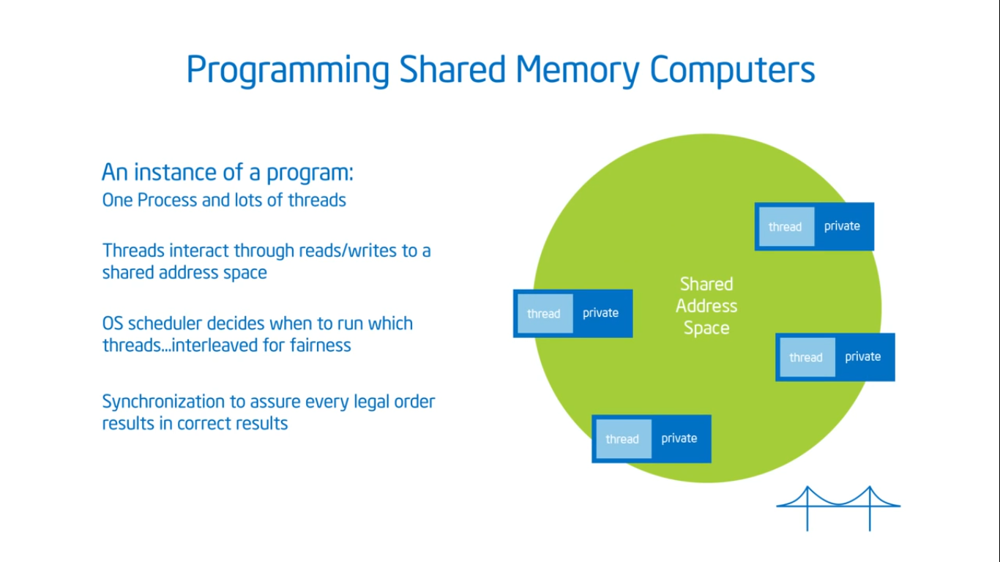 Programming Shared Memory Computers
An instance of a program:
One Process and lots of threads
Threads interact through reads/writes to a
shared address space
OS scheduler decides when to run which
threads...interleaved for fairness
Synchronization to assure every legal order
results in correct results
thread private
Shared
Address
Space
thread private
thread private
thread private